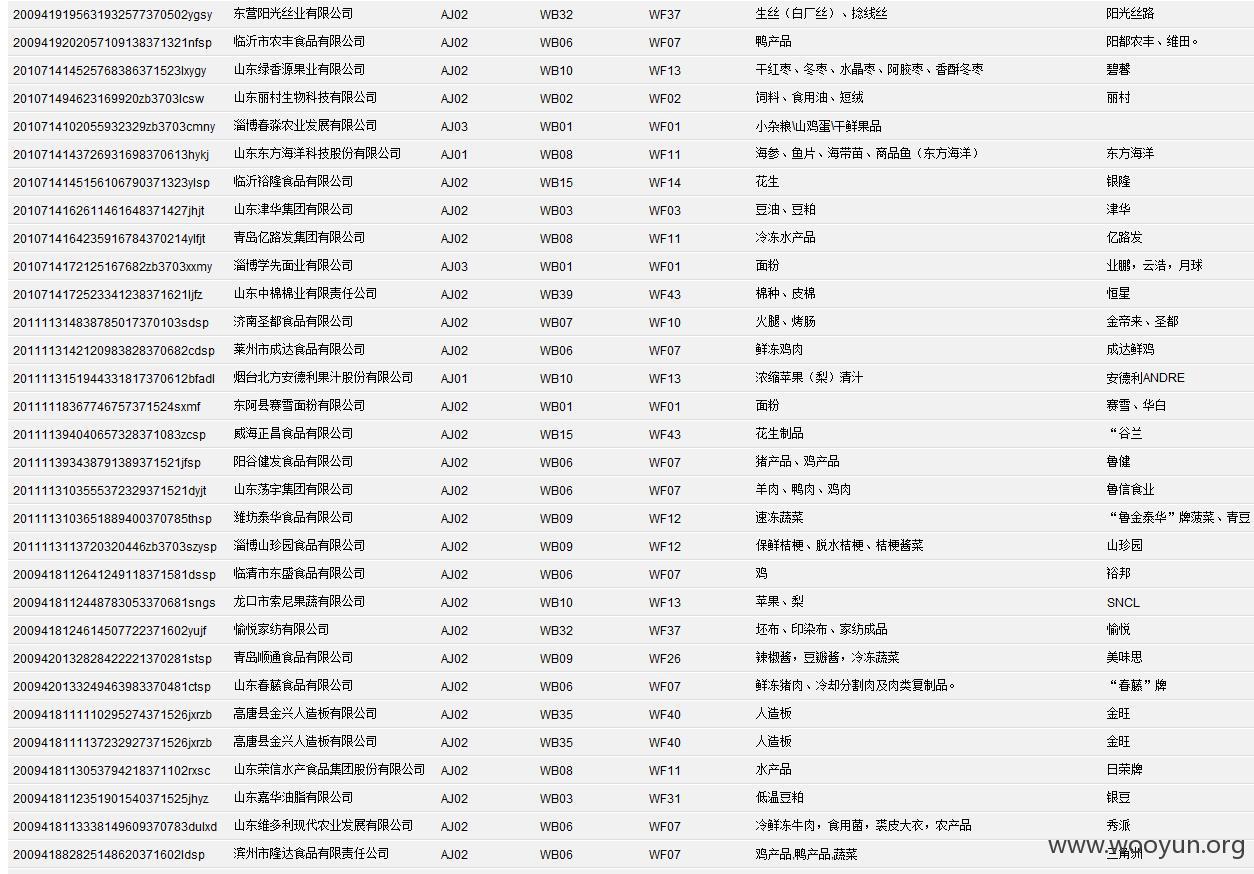 2009419195631932577370502ygsy 东营阳光丝业有限公司 AJ02 WB32 WF37 生丝（白厂丝）、捻线丝 阳光丝路
2009419202057109138371321nfsp 临沂市农丰食品有限公司 AJ02 WB06 WF07 鸭产品 阳都农丰、维田。
201071414525768386371523lxygy 山东绿香源果业有限公司 AJ02 WB10 WF13 干红枣、冬枣、水晶枣、阿胶枣、香酥冬枣 碧馨
201071494623169920zb3703lcsw 山东丽村生物科技有限公司 AJ02 WB02 WF02 饲料、食用油、短绒 丽村
2010714102055932329zb3703cmny 淄博春淼农业发展有限公司 AJ03 WB01 WF01 小杂粮\山鸡蛋\干鲜果品
2010714143726931698370613hykj 山东东方海洋科技股份有限公司 AJ01 WB08 WF11 海参、鱼片、海带苗、商品鱼（东方海洋） 东方海洋
2010714145156106790371323ylsp 临沂裕隆食品有限公司 AJ02 WB15 WF14 花生 银隆
2010714162611461648371427jhjt 山东津华集团有限公司 AJ02 WB03 WF03 豆油、豆粕 津华
2010714164235916784370214ylfjt 青岛亿路发集团有限公司 AJ02 WB08 WF11 冷冻水产品 亿路发
2010714172125167682zb3703xxmy 淄博学先面业有限公司 AJ03 WB01 WF01 面粉 业鹏，云浩，月球
2010714172523341238371621ljfz 山东中棉棉业有限责任公司 AJ02 WB39 WF43 棉种、皮棉 恒星
201111314838785017370103sdsp 济南圣都食品有限公司 AJ02 WB07 WF10 火腿、烤肠 金帝来、圣都
2011113142120983828370682cdsp 莱州市成达食品有限公司 AJ02 WB06 WF07 鲜冻鸡肉 成达鲜鸡
2011113151944331817370612bfadl 烟台北方安德利果汁股份有限公司 AJ01 WB10 WF13 浓缩苹果（梨）清汁 安德利ANDRE
20111118367746757371524sxmf 东阿县赛雪面粉有限公司 AJ02 WB01 WF01 面粉 赛雪、华白
201111394040657328371083zcsp 威海正昌食品有限公司 AJ02 WB15 WF43 花生制品 “谷兰
201111393438791389371521jfsp 阳谷健发食品有限公司 AJ02 WB06 WF07 猪产品、鸡产品 鲁健
2011113103555372329371521dyjt 山东荡宇集团有限公司 AJ02 WB06 WF07 羊肉、鸭肉、鸡肉 鲁信食业
2011113103651889400370785thsp 潍坊泰华食品有限公司 AJ02 WB09 WF12 速冻蔬菜 “鲁金泰华”牌菠菜、青豆
2011113113720320446zb3703szysp 淄博山珍园食品有限公司 AJ02 WB09 WF12 保鲜桔梗、脱水桔梗、桔梗酱菜 山珍园
2009418112641249118371581dssp 临清市东盛食品有限公司 AJ02 WB06 WF07 鸡 裕邦
2009418112448783053370681sngs 龙口市索尼果蔬有限公司 AJ02 WB10 WF13 苹果、梨 SNCL
2009418124614507722371602yujf 愉悦家纺有限公司 AJ02 WB32 WF37 坯布、印染布、家纺成品 愉悦
2009420132828422221370281stsp 青岛顺通食品有限公司 AJ02 WB09 WF26 辣椒酱，豆瓣酱，冷冻蔬菜 美味思
2009420133249463983370481ctsp 山东春藤食品有限公司 AJ02 WB06 WF07 鲜冻猪肉、冷却分割肉及肉类复制品。 “春藤”牌
2009418111110295274371526jxrzb 高唐县金兴人造板有限公司 AJ02 WB35 WF40 人造板 金旺
2009418111137232927371526jxrzb 高唐县金兴人造板有限公司 AJ02 WB35 WF40 人造板 金旺
2009418113053794218371102rxsc 山东荣信水产食品集团股份有限公司 AJ02 WB08 WF11 水产品 日荣牌
2009418112351901540371525jhyz 山东嘉华油脂有限公司 AJ02 WB03 WF31 低温豆粕 银豆
2009418113338149609370783dulxd 山东维多利现代农业发展有限公司 AJ02 WB06 WF07 冷鲜冻牛肉，食用菌，裘皮大衣，农产品 秀派
200941882825148620371602ldsp 滨州市隆达食品有限责任公司 AJ02 WB06 WF07 鸡产品,鸭产品,蔬菜 三角洲
www.wooyun.org